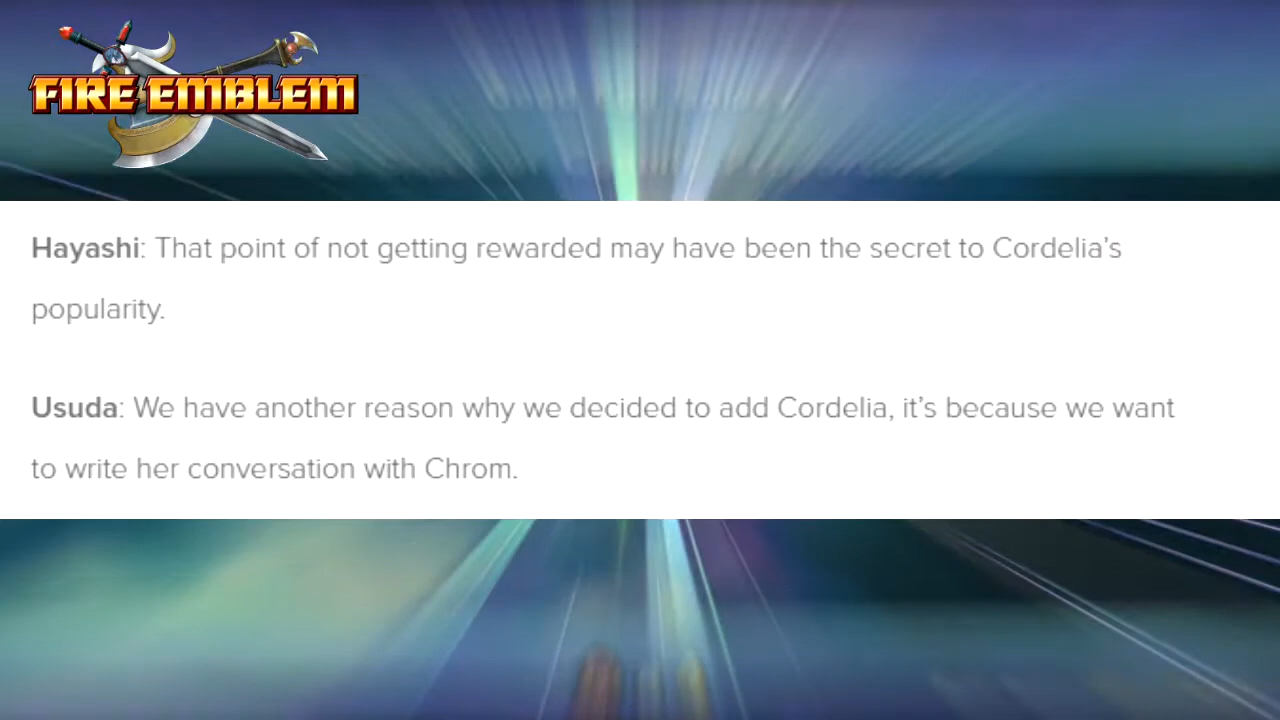 FIRE EMBLEM
Hayashi: That point of not getting rewarded may have been the secret to Cordelia’s
popularity.
Usuda: We have another reason why we decided to add Cordelia, it’s because we want
to write her conversation with Chrom.